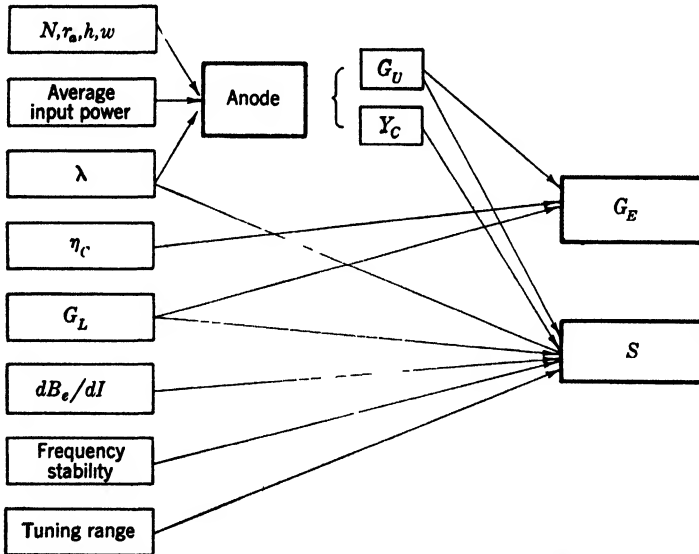 N, rₐ, h, w
Average
input power
λ
η_C
G_L
dB_e/dI
Frequency
stability
Tuning range
Anode
G_U
Y_C
G_E
S